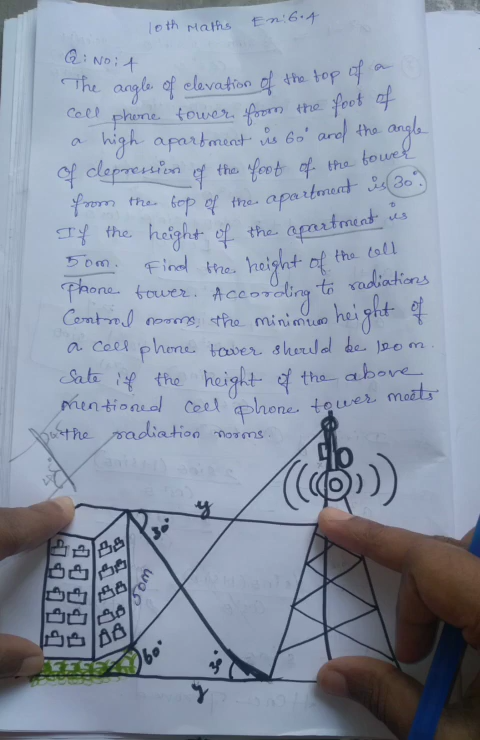 10th Maths Ex: 6.4
Q: No: 4
The angle of elevation of the top of a
cell phone tower from the foot of
a high apartment is 60° and the angle
of depression of the foot of the tower
from the top of the apartment is 30°.
If the height of the apartment is
50m. Find the height of the cell
phone tower. According to radiations
control norms, the minimum height of
a cell phone tower should be 120 m.
Sate if the height of the above
mentioned cell phone tower meets
the radiation norms.
y
30°
50m
60°
30°
y